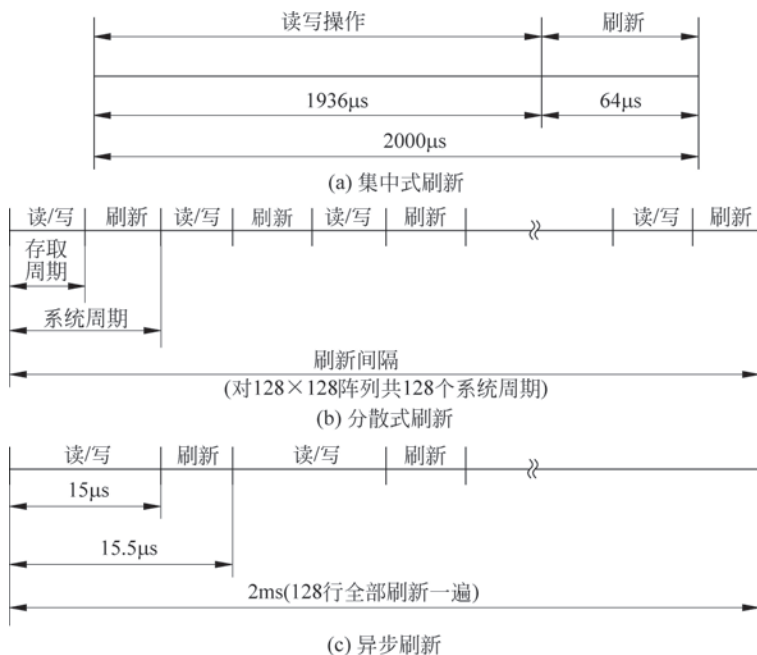 读写操作 刷新
1936μs 64μs
2000μs
(a) 集中式刷新
读/写 刷新 读/写 刷新 读/写 刷新 读/写 刷新
存取
周期
系统周期
刷新间隔
(对128×128阵列共128个系统周期)
(b) 分散式刷新
读/写 刷新 读/写 刷新
15μs
15.5μs
2ms(128行全部刷新一遍)
(c) 异步刷新